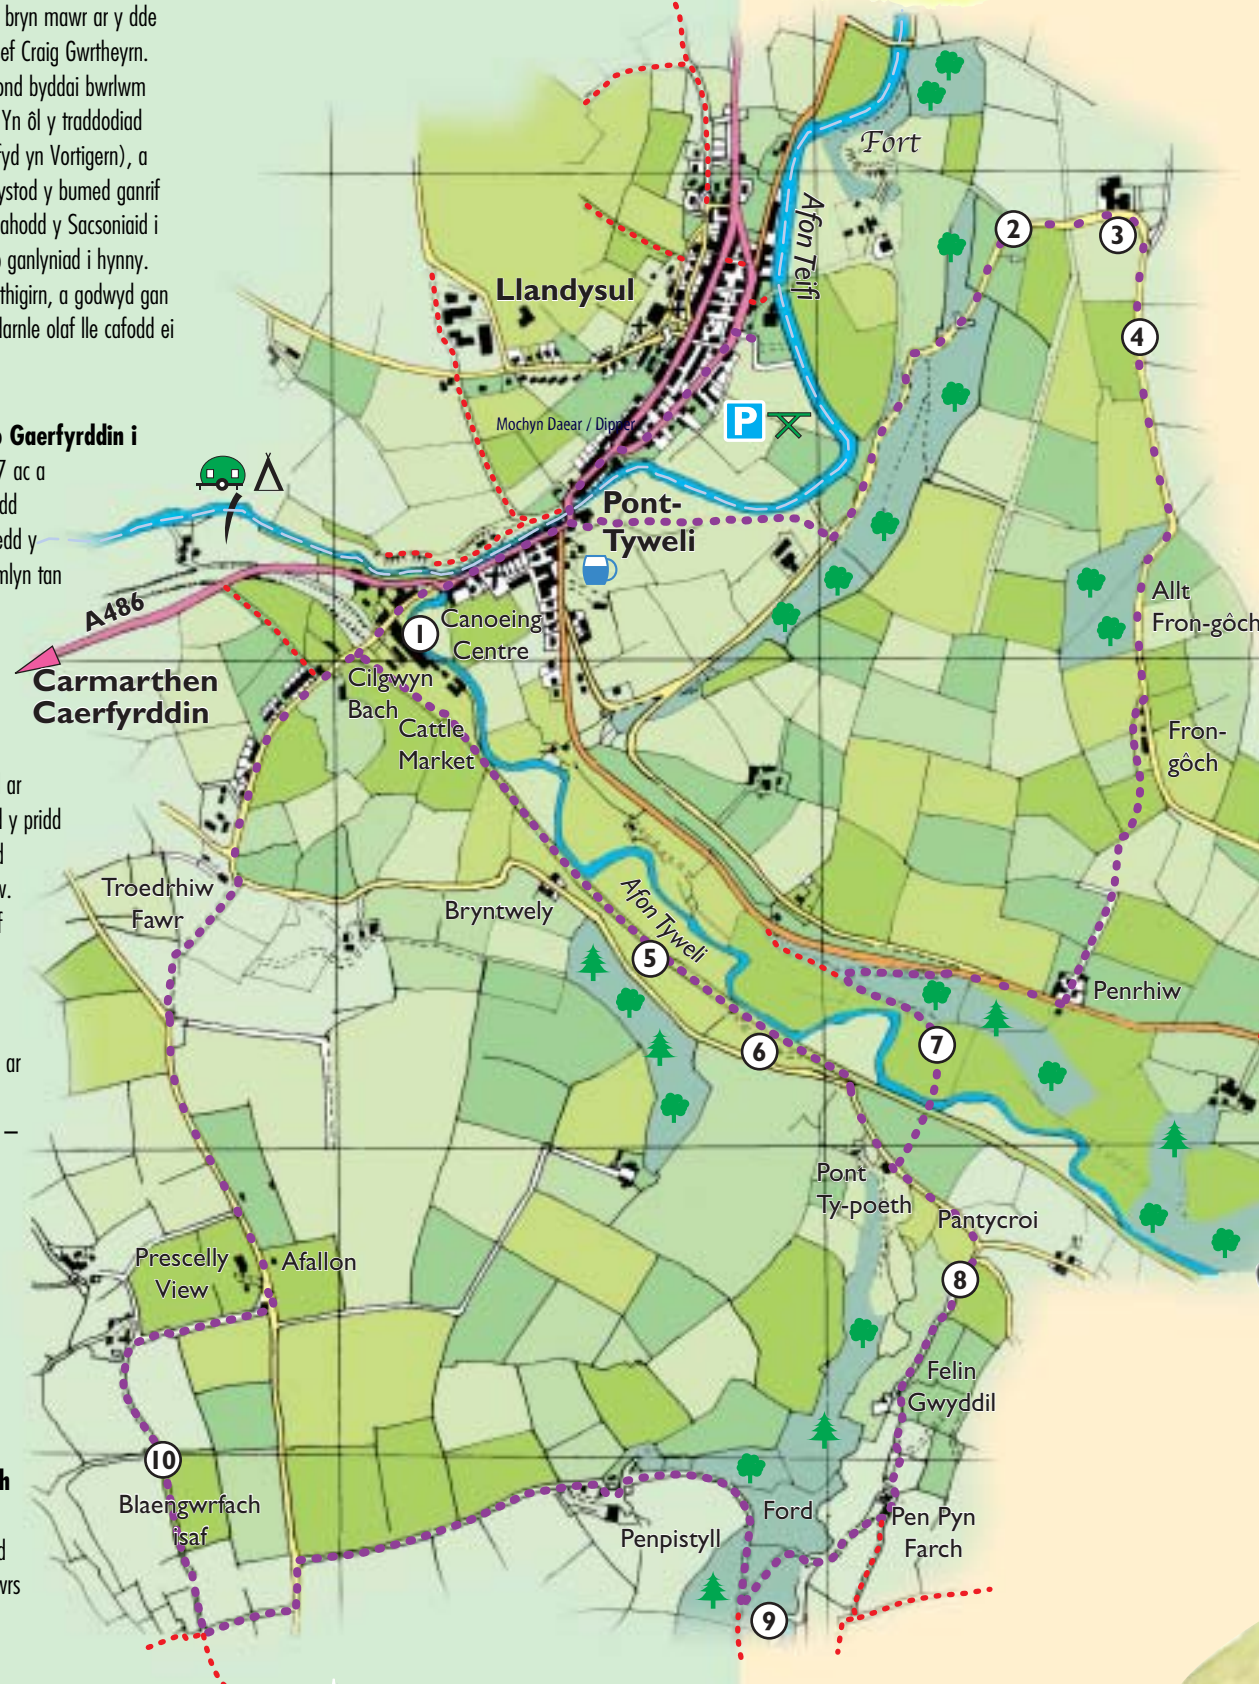 bryn mawr ar y dde
ef Craig Gwrtheyrn.
ond byddai bwrlwm
Yn ôl y traddodiad
fyd yn Vortigern), a
ystod y bumed ganrif
ahodd y Sacsoniaid i
o ganlyniad i hynny.
thigirn, a godwyd gan
darnle olaf lle cafodd ei
o Gaerfyrddin i
7 ac a
dd
edd y
mlyn tan
ar
l y pridd
d
w.
f
ar
–
h
d
wrs
Fort
Afon Teifi
2
3
4
Llandysul
Mochyn Daear / Dipper
P
Pont-
Tyweli
A486
Carmarthen
Caerfyrddin
1
Canoeing
Centre
Cilgwyn
Bach
Cattle
Market
Allt
Fron-gôch
Fron-
gôch
Troedrhiw
Fawr
Bryntwely
Afon Tyweli
5
6
7
Penrhiw
Pont
Ty-poeth
Pantycroi
8
Prescelly
View
Afallon
Felin
Gwyddil
10
Blaengwrfach
isaf
Penpistyll
Ford
Pen Pyn
Farch
9